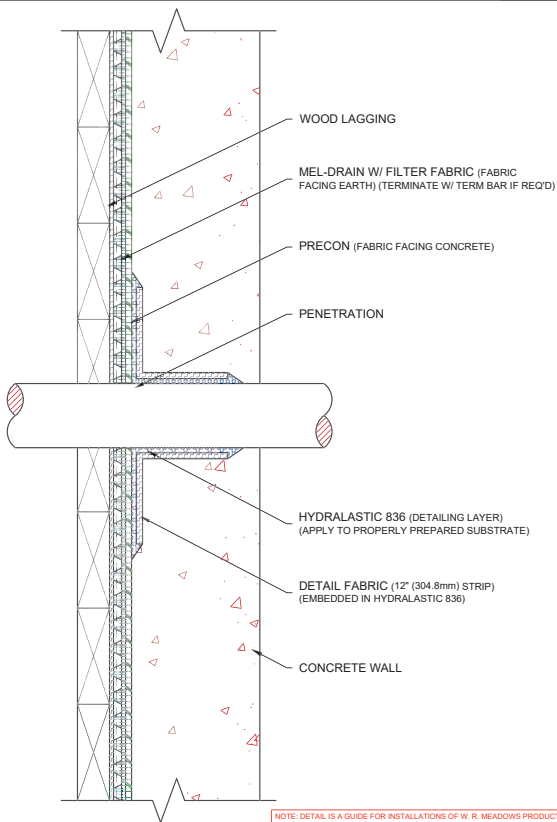 WOOD LAGGING
MEL-DRAIN W/ FILTER FABRIC (FABRIC
FACING EARTH) (TERMINATE W/ TERM BAR IF REQ'D)
PRECON (FABRIC FACING CONCRETE)
PENETRATION
HYDRALASTIC 836 (DETAILING LAYER)
(APPLY TO PROPERLY PREPARED SUBSTRATE)
DETAIL FABRIC (12" (304.8mm) STRIP)
(EMBEDDED IN HYDRALASTIC 836)
CONCRETE WALL
NOTE: DETAIL IS A GUIDE FOR INSTALLATIONS OF W. R. MEADOWS PRODUCT